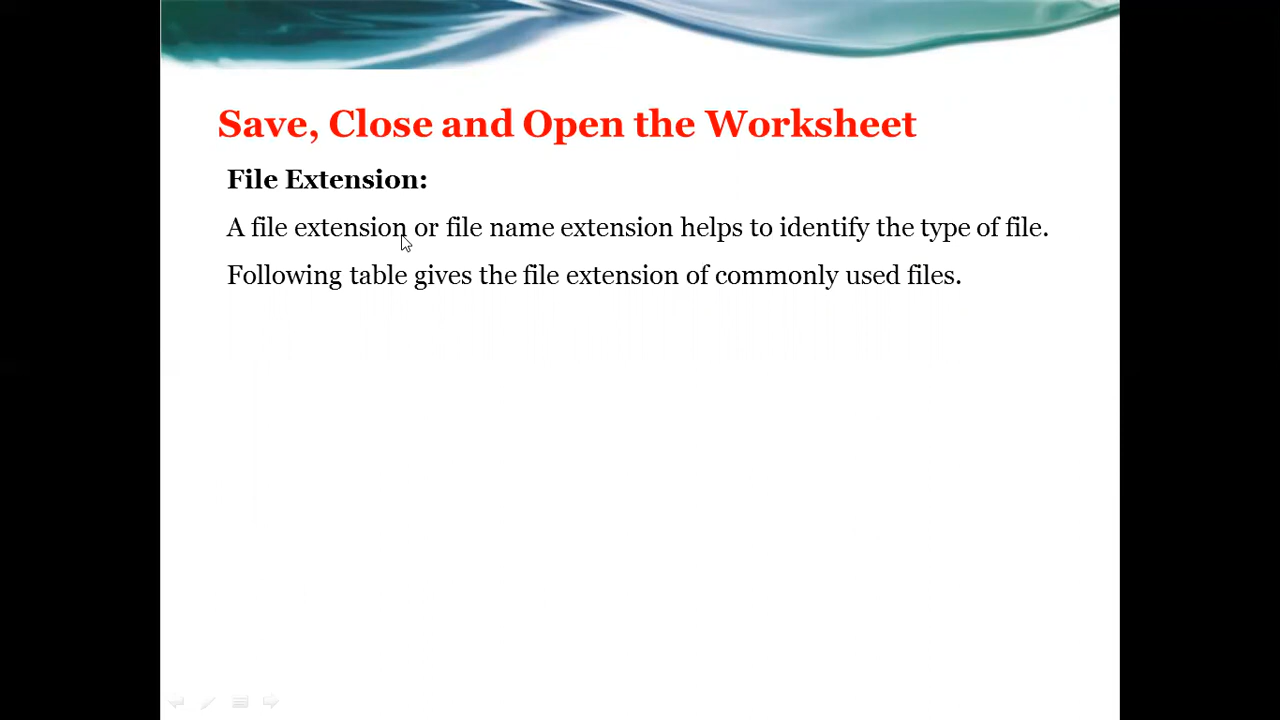 Save, Close and Open the Worksheet
File Extension:
A file extension or file name extension helps to identify the type of file.
Following table gives the file extension of commonly used files.